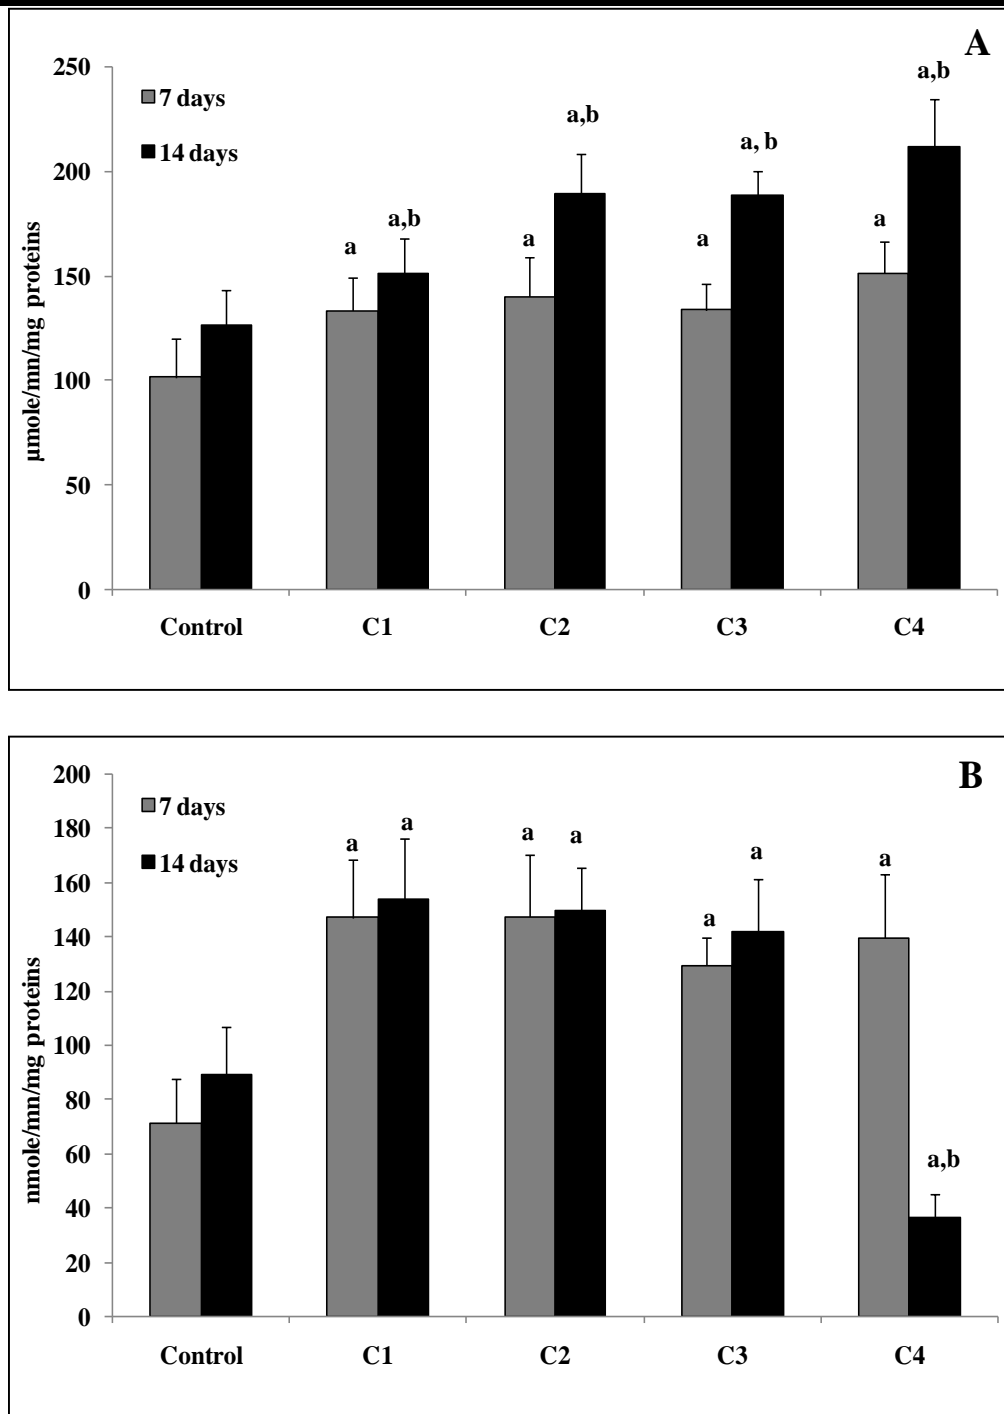 A
250
200
150
100
50
0
µmole/mn/mg proteins
7 days
14 days
a
a,b
a
a,b
a
a, b
a
a,b
Control C1 C2 C3 C4
B
200
180
160
140
120
100
80
60
40
20
0
nmole/mn/mg proteins
7 days
14 days
a
a
a
a
a
a
a
a,b
Control C1 C2 C3 C4